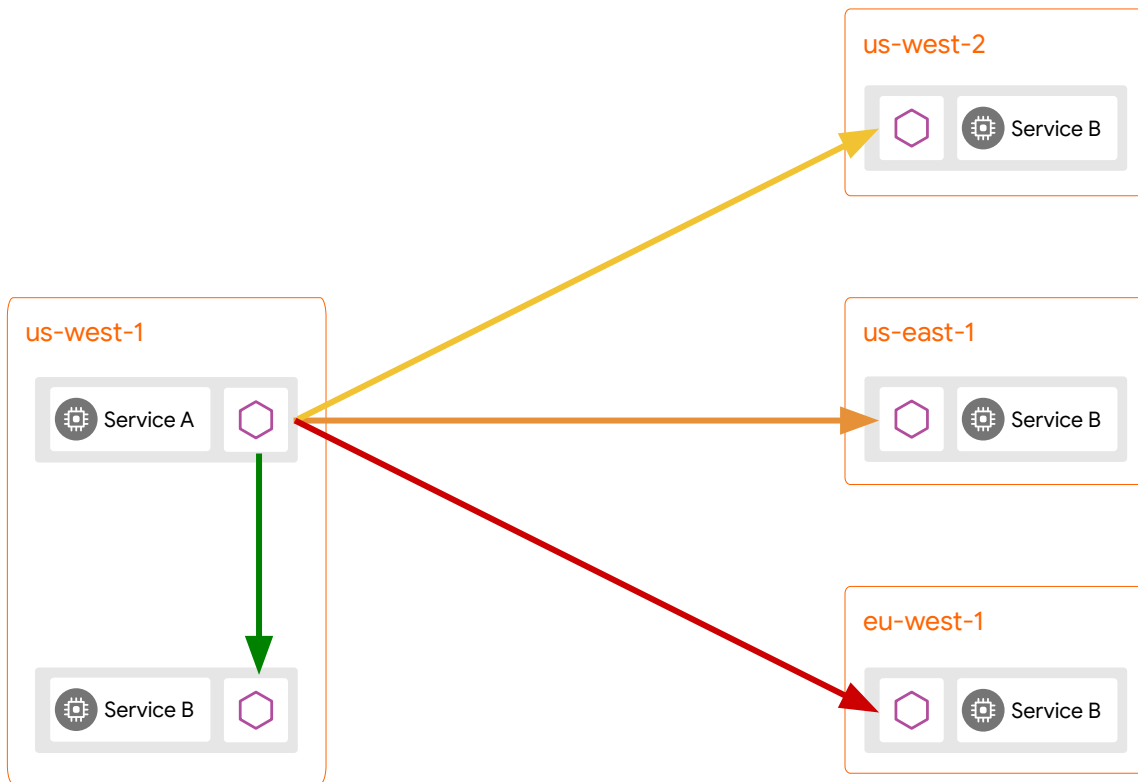 us-west-2
Service B
us-west-1
Service A
Service B
us-east-1
Service B
eu-west-1
Service B